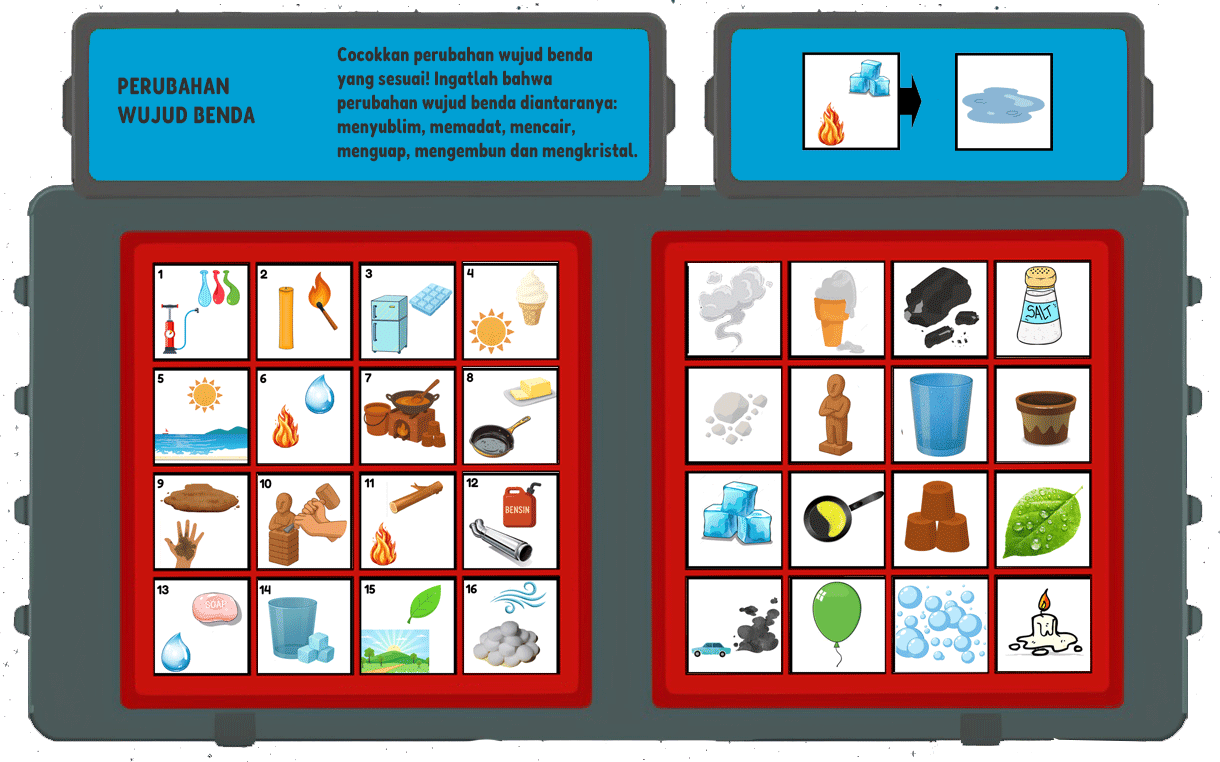 PERUBAHAN
WUJUD BENDA
Cocokkan perubahan wujud benda
yang sesuai! Ingatlah bahwa
perubahan wujud benda diantaranya:
menyublim, memadat, mencair,
menguap, mengembun dan mengkristal.
1
2
3
4
SALT
5
6
7
8
9
10
11
12
BENSIN
13
SOAP
14
15
16